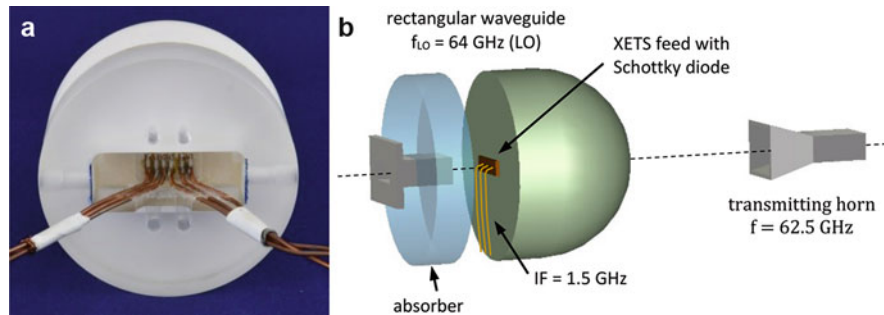 a
b
rectangular waveguide
fLO = 64 GHz (LO)
XETS feed with
Schottky diode
transmitting horn
f = 62.5 GHz
IF = 1.5 GHz
absorber